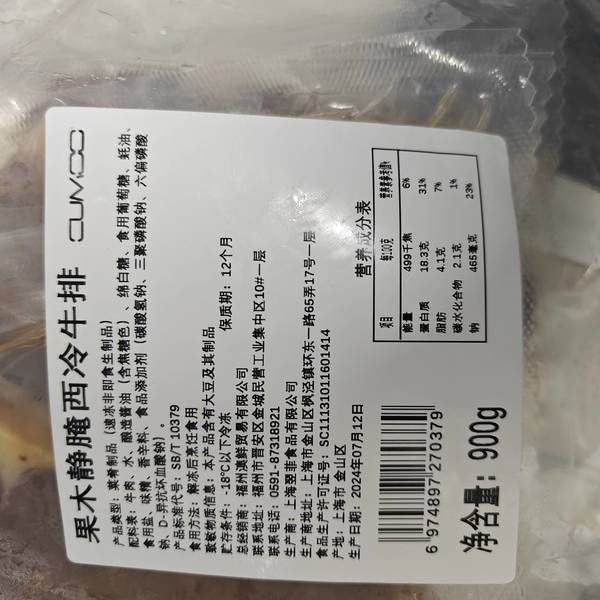 果木静腌西冷牛排 CUMOO
产品类型：菜肴制品（速冻非即食生制品）
配料表：牛肉、水、酿造酱油（含焦糖色）、绵白糖、食用葡萄糖、蚝油、
食用盐、味精、香辛料、食品添加剂（碳酸氢钠、三聚磷酸钠、六偏磷酸
钠、D-异抗坏血酸钠）。
产品标准代号：SB/T 10379
食用方法：解冻后烹饪食用
致敏物质信息：本产品含有大豆及其制品
贮存条件：-18°C以下冷冻 保质期：12个月
总经销商：福州澳鲜贸易有限公司
联系地址：福州市晋安区金城民营工业集中区10#一层
联系电话：0591-87318921
生产商：上海翌非食品有限公司
生产商地址：上海市金山区枫泾镇环东一路65弄17号一层
食品生产许可证号：SC11131011601414
产地：上海市 金山区
生产日期：2024年07月12日
营养成分表
项目 每100克 营养素参考值%
能量 499千焦 6%
蛋白质 18.3克 31%
脂肪 4.1克 7%
碳水化合物 2.1克 1%
钠 465毫克 23%
6 974897 270379
净含量：900g